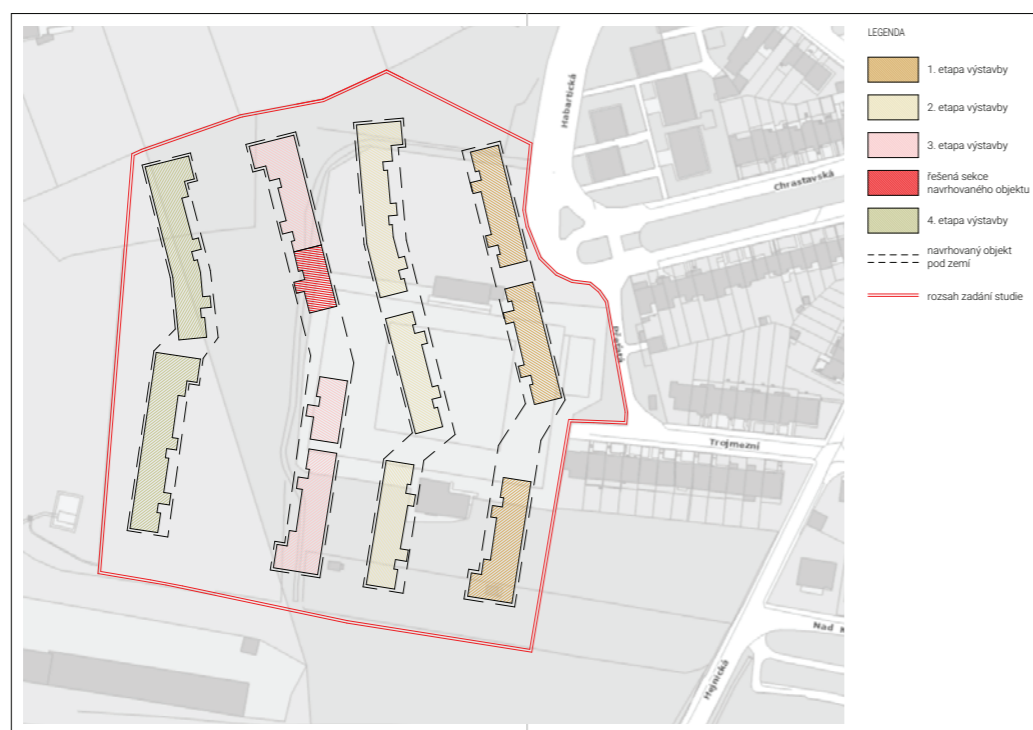 LEGENDA
1. etapa výstavby
2. etapa výstavby
3. etapa výstavby
řešená sekce
navrhovaného objektu
4. etapa výstavby
navrhovaný objekt
pod zemí
rozsah zadání studie
Habartická
Chrastavská
Trojmezní
Hejnická
Nad